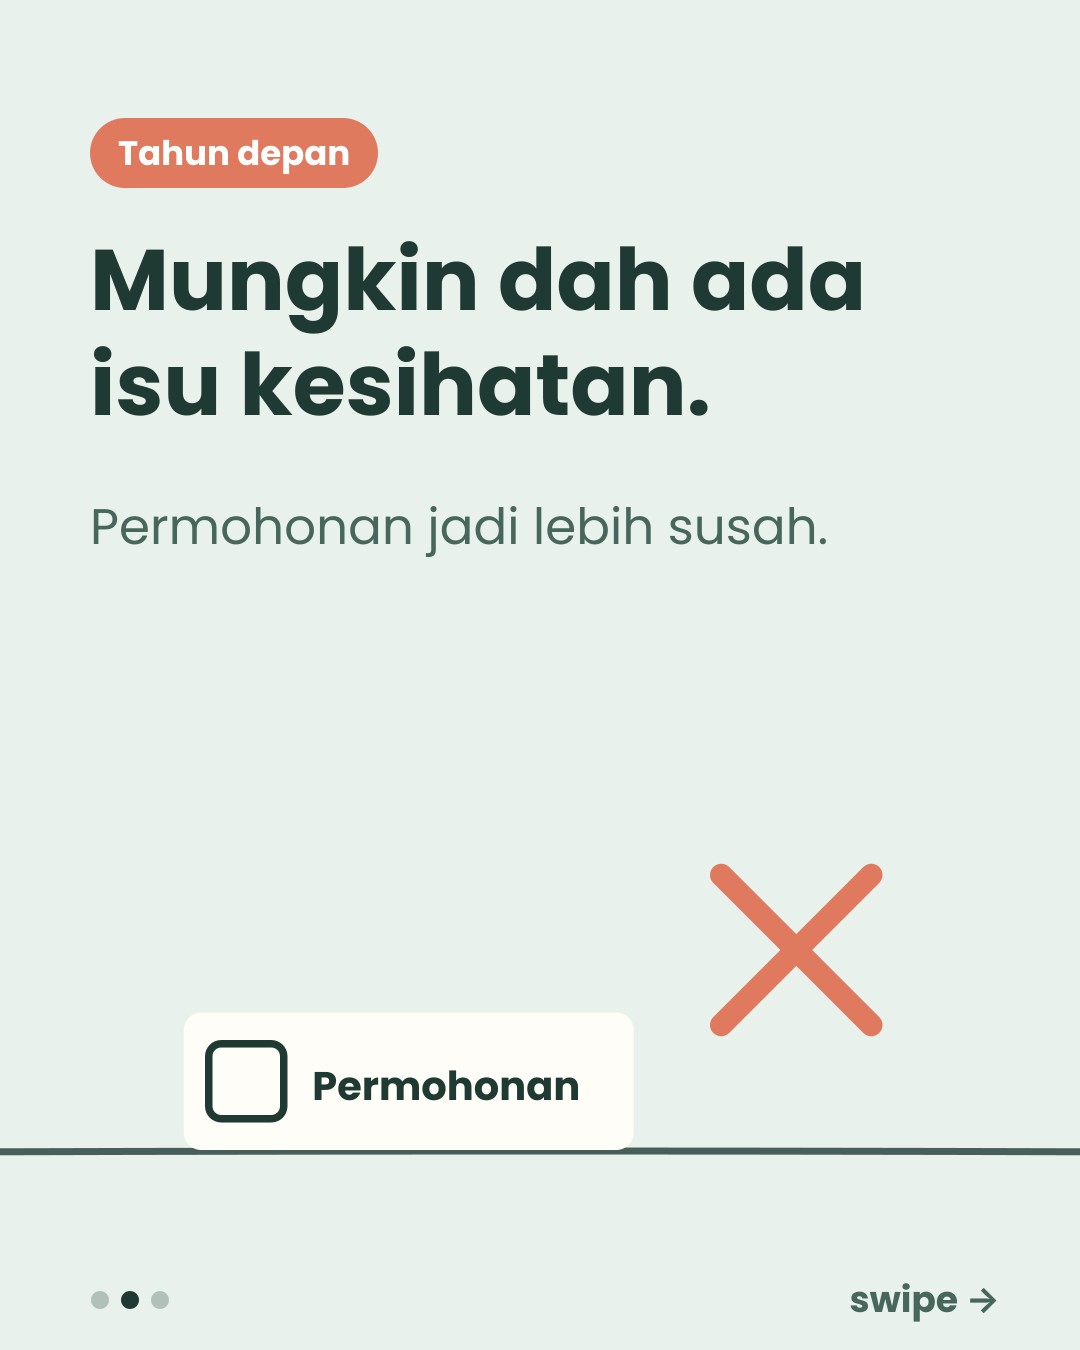 Tahun depan
Mungkin dah ada
isu kesihatan.
Permohonan jadi lebih susah.
Permohonan
swipe →